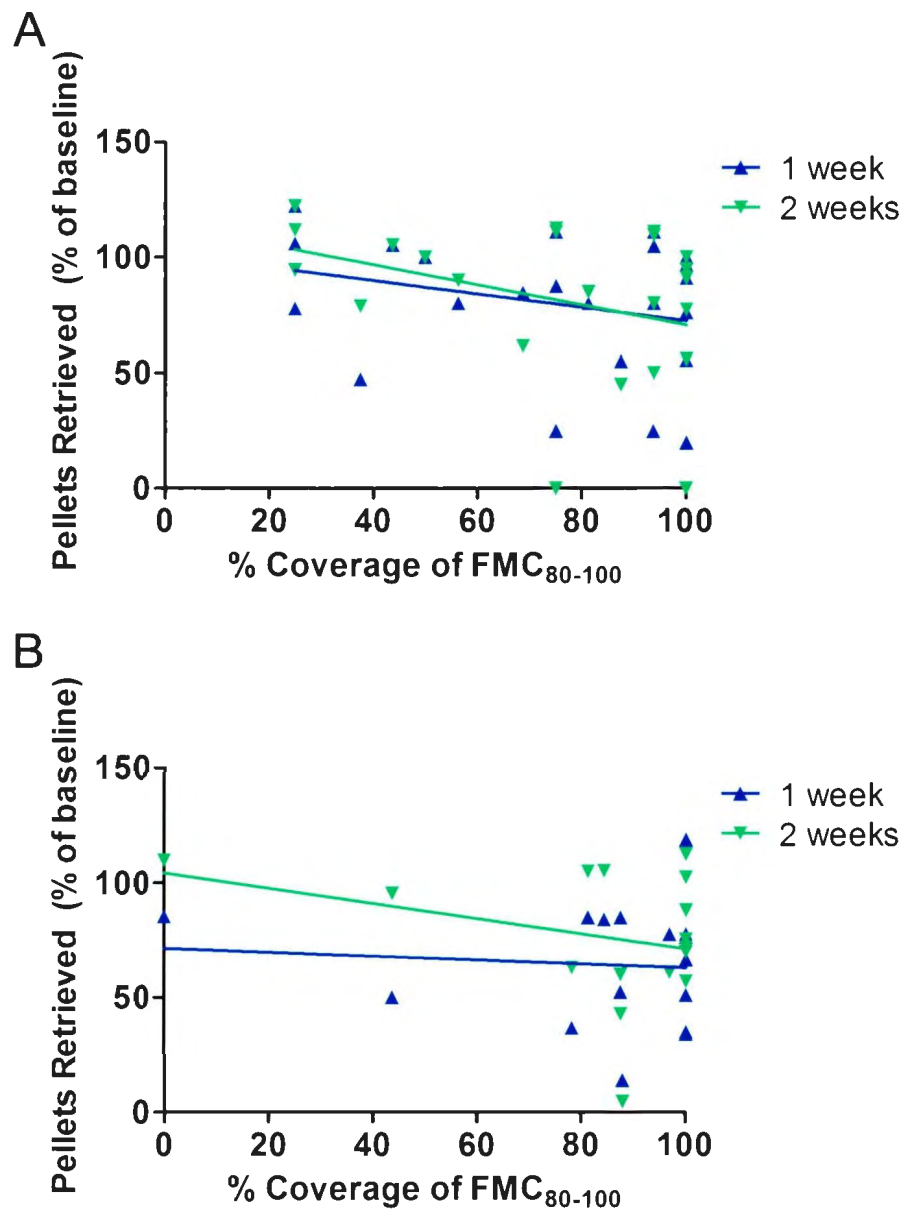 A
Pellets Retrieved (% of baseline)
150
100
50
0
0 20 40 60 80 100
% Coverage of FMC80-100
1 week
2 weeks
B
Pellets Retrieved (% of baseline)
150
100
50
0
0 20 40 60 80 100
% Coverage of FMC80-100
1 week
2 weeks